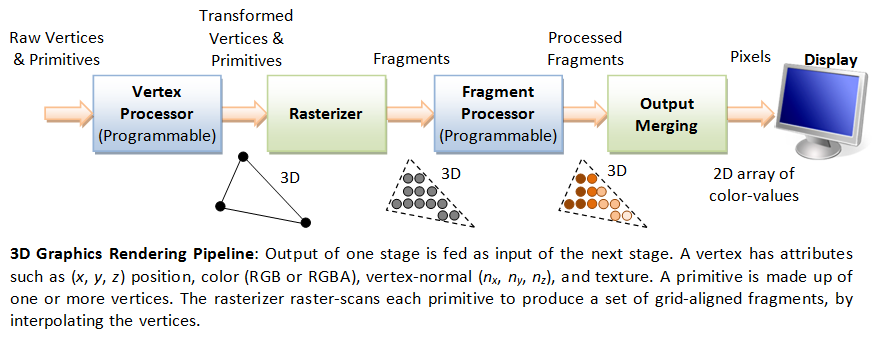 Raw Vertices
& Primitives
Transformed
Vertices &
Primitives
Fragments
Processed
Fragments
Pixels
Display
Vertex
Processor
(Programmable)
Rasterizer
Fragment
Processor
(Programmable)
Output
Merging
3D
3D
3D
2D array of
color-values
3D Graphics Rendering Pipeline: Output of one stage is fed as input of the next stage. A vertex has attributes
such as (x, y, z) position, color (RGB or RGBA), vertex-normal (nx, ny, nz), and texture. A primitive is made up of
one or more vertices. The rasterizer raster-scans each primitive to produce a set of grid-aligned fragments, by
interpolating the vertices.